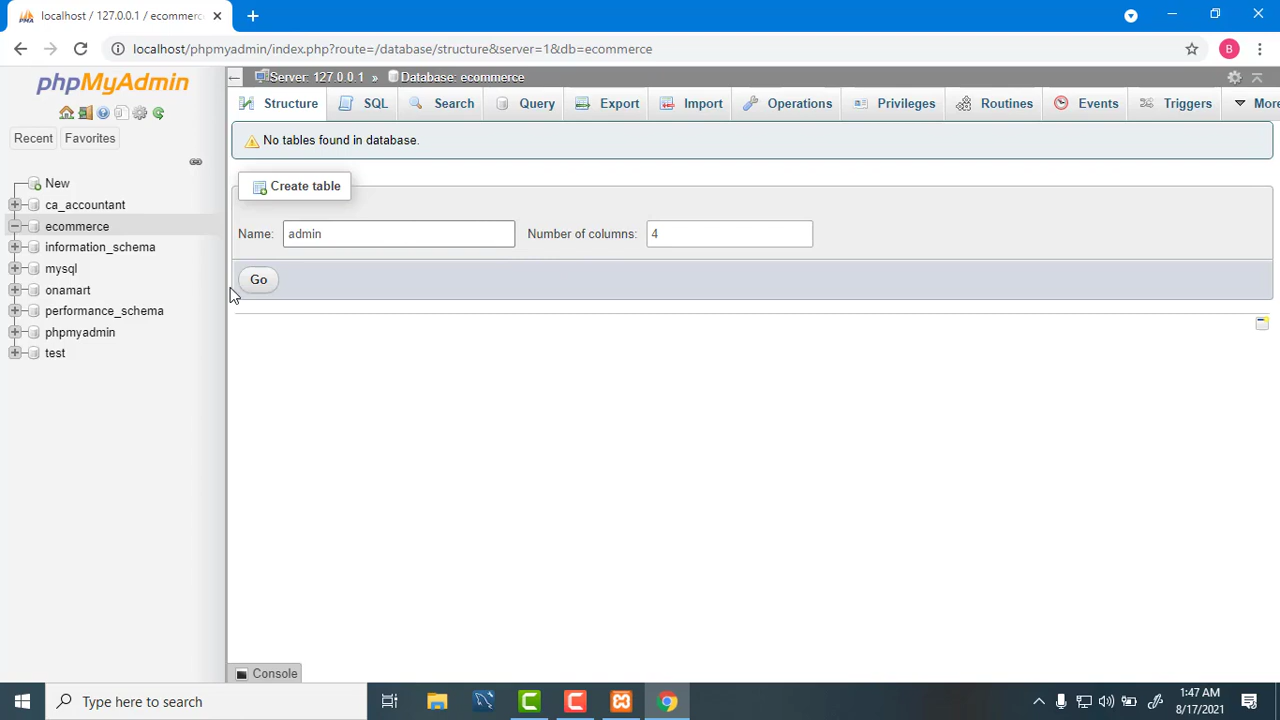 localhost / 127.0.0.1 / ecommerce
localhost/phpmyadmin/index.php?route=/database/structure&server=1&db=ecommerce
B
phpMyAdmin
Server: 127.0.0.1 » Database: ecommerce
Structure SQL Search Query Export Import Operations Privileges Routines Events Triggers More
Recent Favorites
No tables found in database.
New
Create table
ca_accountant
ecommerce
Name: admin Number of columns: 4
information_schema
mysql
Go
onamart
performance_schema
phpmyadmin
test
Console
Type here to search
1:47 AM
8/17/2021